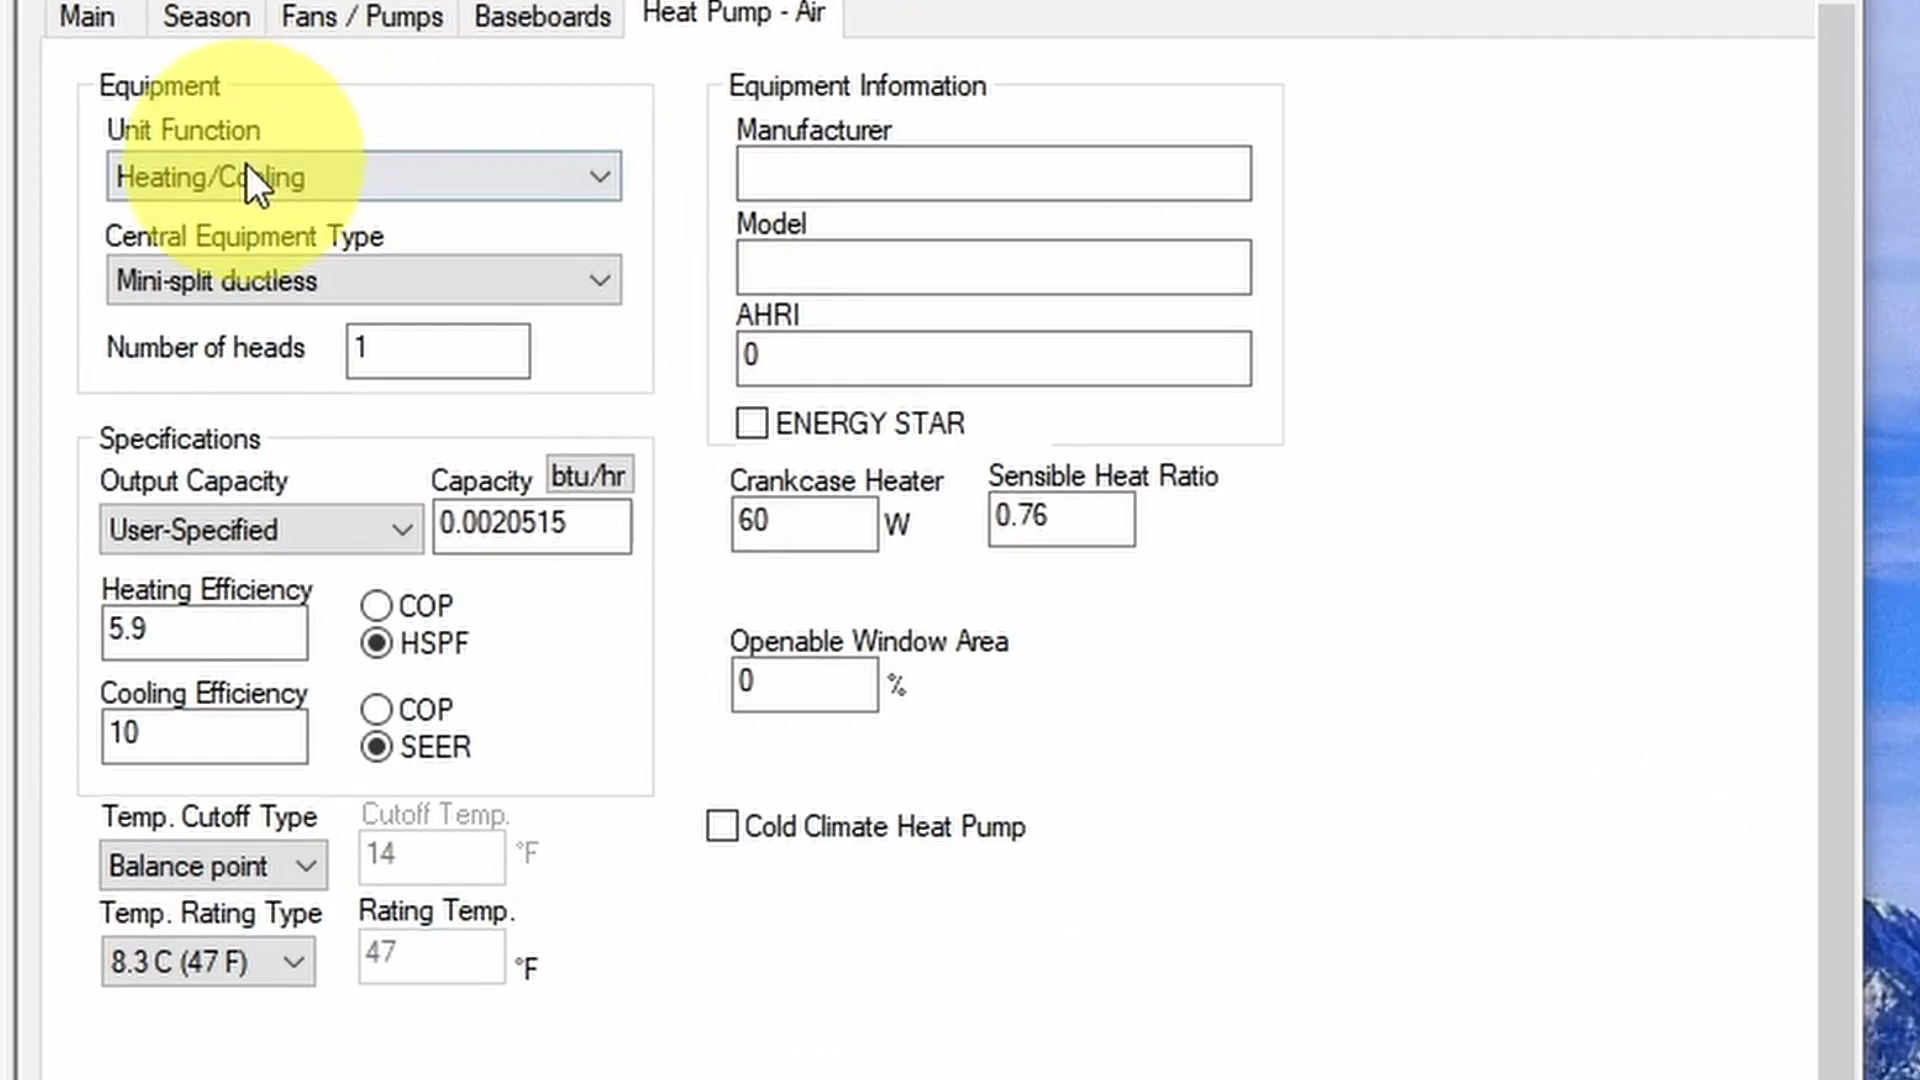 Main
Season
Fans / Pumps
Baseboards
Heat Pump - Air
Equipment
Unit Function
Heating/Cooling
Central Equipment Type
Mini-split ductless
Number of heads
1
Equipment Information
Manufacturer
Model
AHRI
0
ENERGY STAR
Specifications
Output Capacity
Capacity
btu/hr
User-Specified
0.0020515
Heating Efficiency
5.9
COP
HSPF
Cooling Efficiency
10
COP
SEER
Crankcase Heater
60
W
Sensible Heat Ratio
0.76
Openable Window Area
0
%
Temp. Cutoff Type
Cutoff Temp.
Balance point
14
°F
Temp. Rating Type
Rating Temp.
8.3 C (47 F)
47
°F
Cold Climate Heat Pump